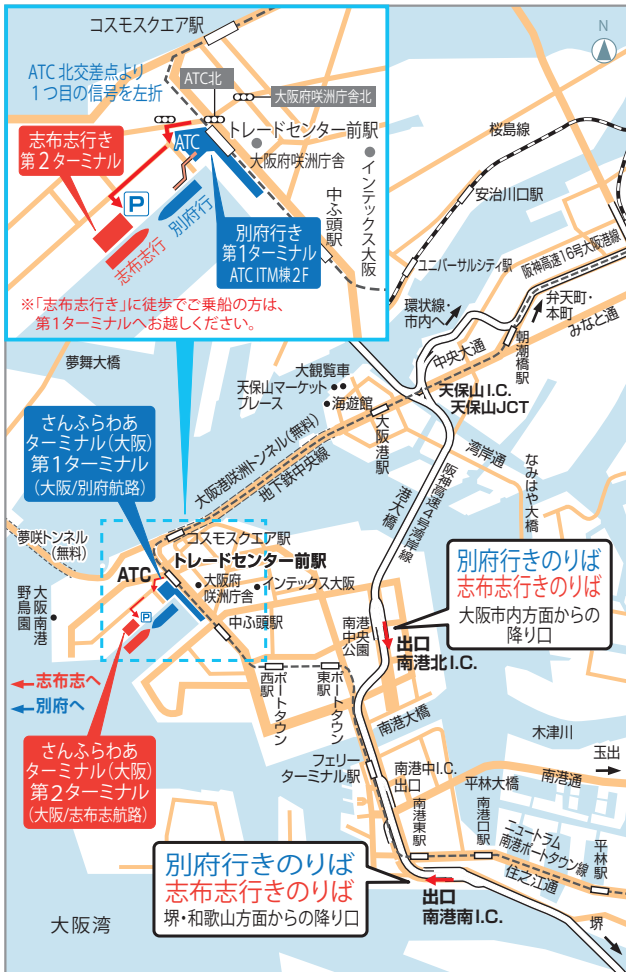 コスモスクエア駅
N
ATC 北交差点より
1つ目の信号を左折
ATC北
大阪府咲洲庁舎北
志布志行き
第2ターミナル
ATC
トレードセンター前駅
大阪府咲洲庁舎
インテックス大阪
中ふ頭駅
P
別府行
志布志行
別府行き
第1ターミナル
ATC ITM棟2F
※「志布志行き」に徒歩でご乗船の方は、
第1ターミナルへお越しください。
桜島線
安治川口駅
ユニバーサルシティ駅
阪神高速16号大阪港線
環状線・
市内へ
弁天町・
本町
みなと通
朝潮橋駅
中央大通
夢舞大橋
大観覧車
天保山マーケット
プレース
海遊館
天保山I.C.
天保山JCT
大阪港駅
湾岸通
なみはや大橋
さんふらわあ
ターミナル(大阪)
第1ターミナル
(大阪/別府航路)
大阪港咲洲トンネル(無料)
地下鉄中央線
阪神高速4号湾岸線
港大橋
夢咲トンネル
(無料)
コスモスクエア駅
トレードセンター前駅
ATC
大阪府
咲洲庁舎
インテックス大阪
P
中ふ頭駅
大阪南港
野鳥園
別府行きのりば
志布志行きのりば
大阪市内方面からの
降り口
南港
中央
公園
出口
南港北I.C.
志布志へ
別府へ
ポートタウン
西駅
ポートタウン
東駅
南港大橋
木津川
玉出
さんふらわあ
ターミナル(大阪)
第2ターミナル
(大阪/志布志航路)
フェリー
ターミナル駅
南港中I.C.
出口
平林大橋
南港通
南港東駅
南港口駅
ニュートラム
南港ポートタウン線
平林駅
住之江通
別府行きのりば
志布志行きのりば
堺・和歌山方面からの降り口
出口
南港南I.C.
大阪湾
堺